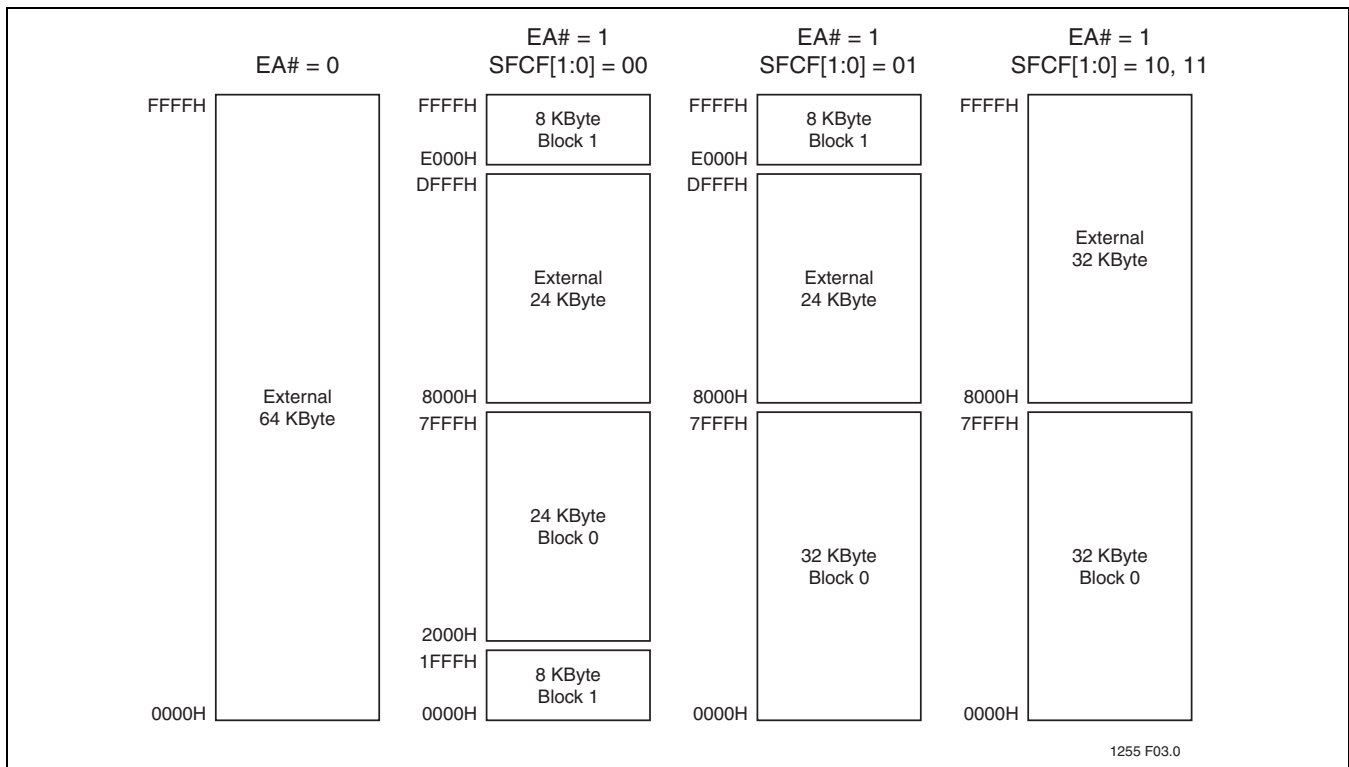 EA# = 0
FFFFH
External
64 KByte
0000H
EA# = 1
SFCF[1:0] = 00
FFFFH
8 KByte
Block 1
E000H
DFFFH
External
24 KByte
8000H
7FFFH
24 KByte
Block 0
2000H
1FFFH
8 KByte
Block 1
0000H
EA# = 1
SFCF[1:0] = 01
FFFFH
8 KByte
Block 1
E000H
DFFFH
External
24 KByte
8000H
7FFFH
32 KByte
Block 0
0000H
EA# = 1
SFCF[1:0] = 10, 11
FFFFH
External
32 KByte
8000H
7FFFH
32 KByte
Block 0
0000H
1255 F03.0